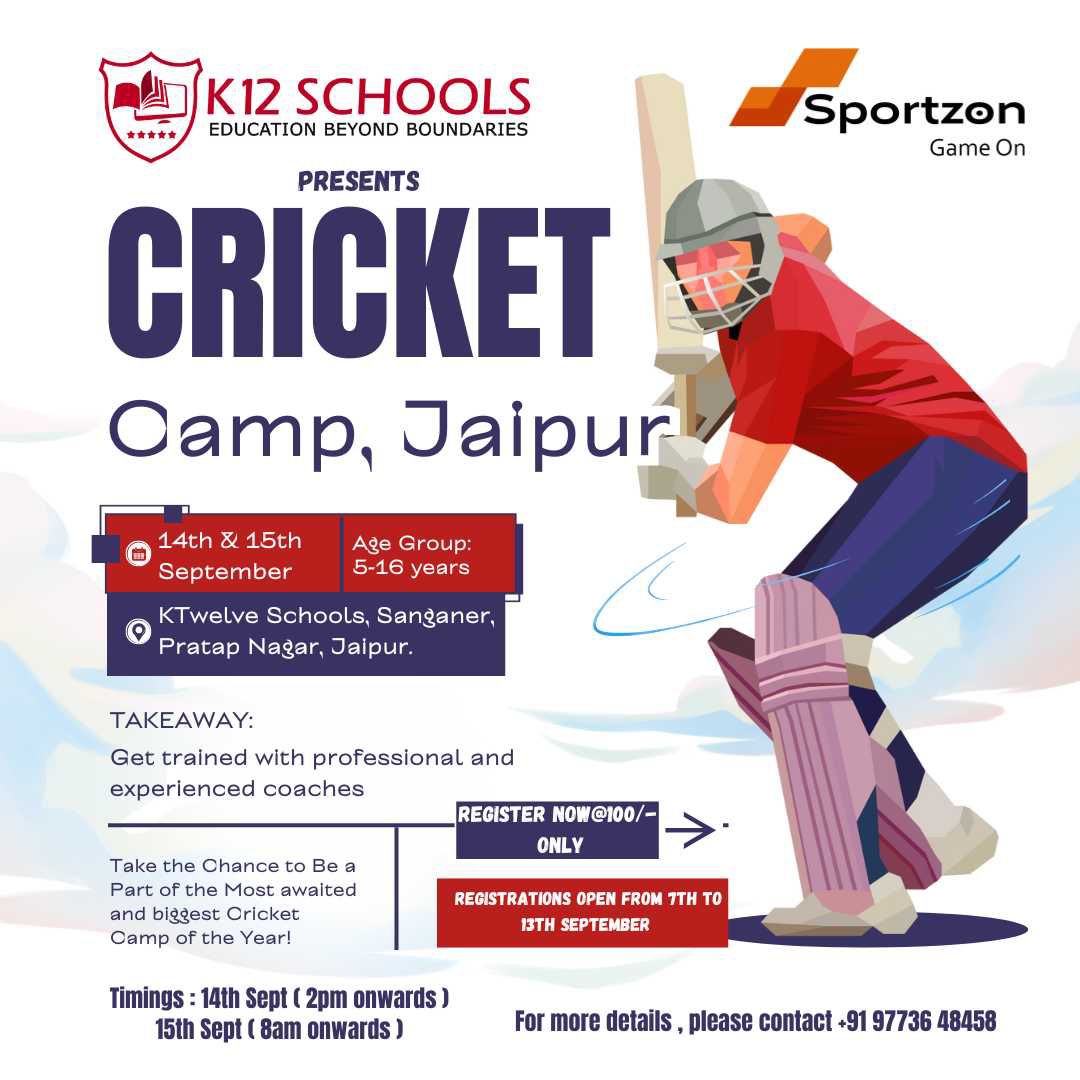 K12 SCHOOLS
EDUCATION BEYOND BOUNDARIES
Sportzon
Game On
PRESENTS
CRICKET
Camp, Jaipur
14th & 15th
September
Age Group:
5-16 years
KTwelve Schools, Sanganer,
Pratap Nagar, Jaipur.
TAKEAWAY:
Get trained with professional and
experienced coaches
REGISTER NOW@100/-
ONLY
Take the Chance to Be a
Part of the Most awaited
and biggest Cricket
Camp of the Year!
REGISTRATIONS OPEN FROM 7TH TO
13TH SEPTEMBER
Timings : 14th Sept ( 2pm onwards )
15th Sept ( 8am onwards )
For more details , please contact +91 97736 48458